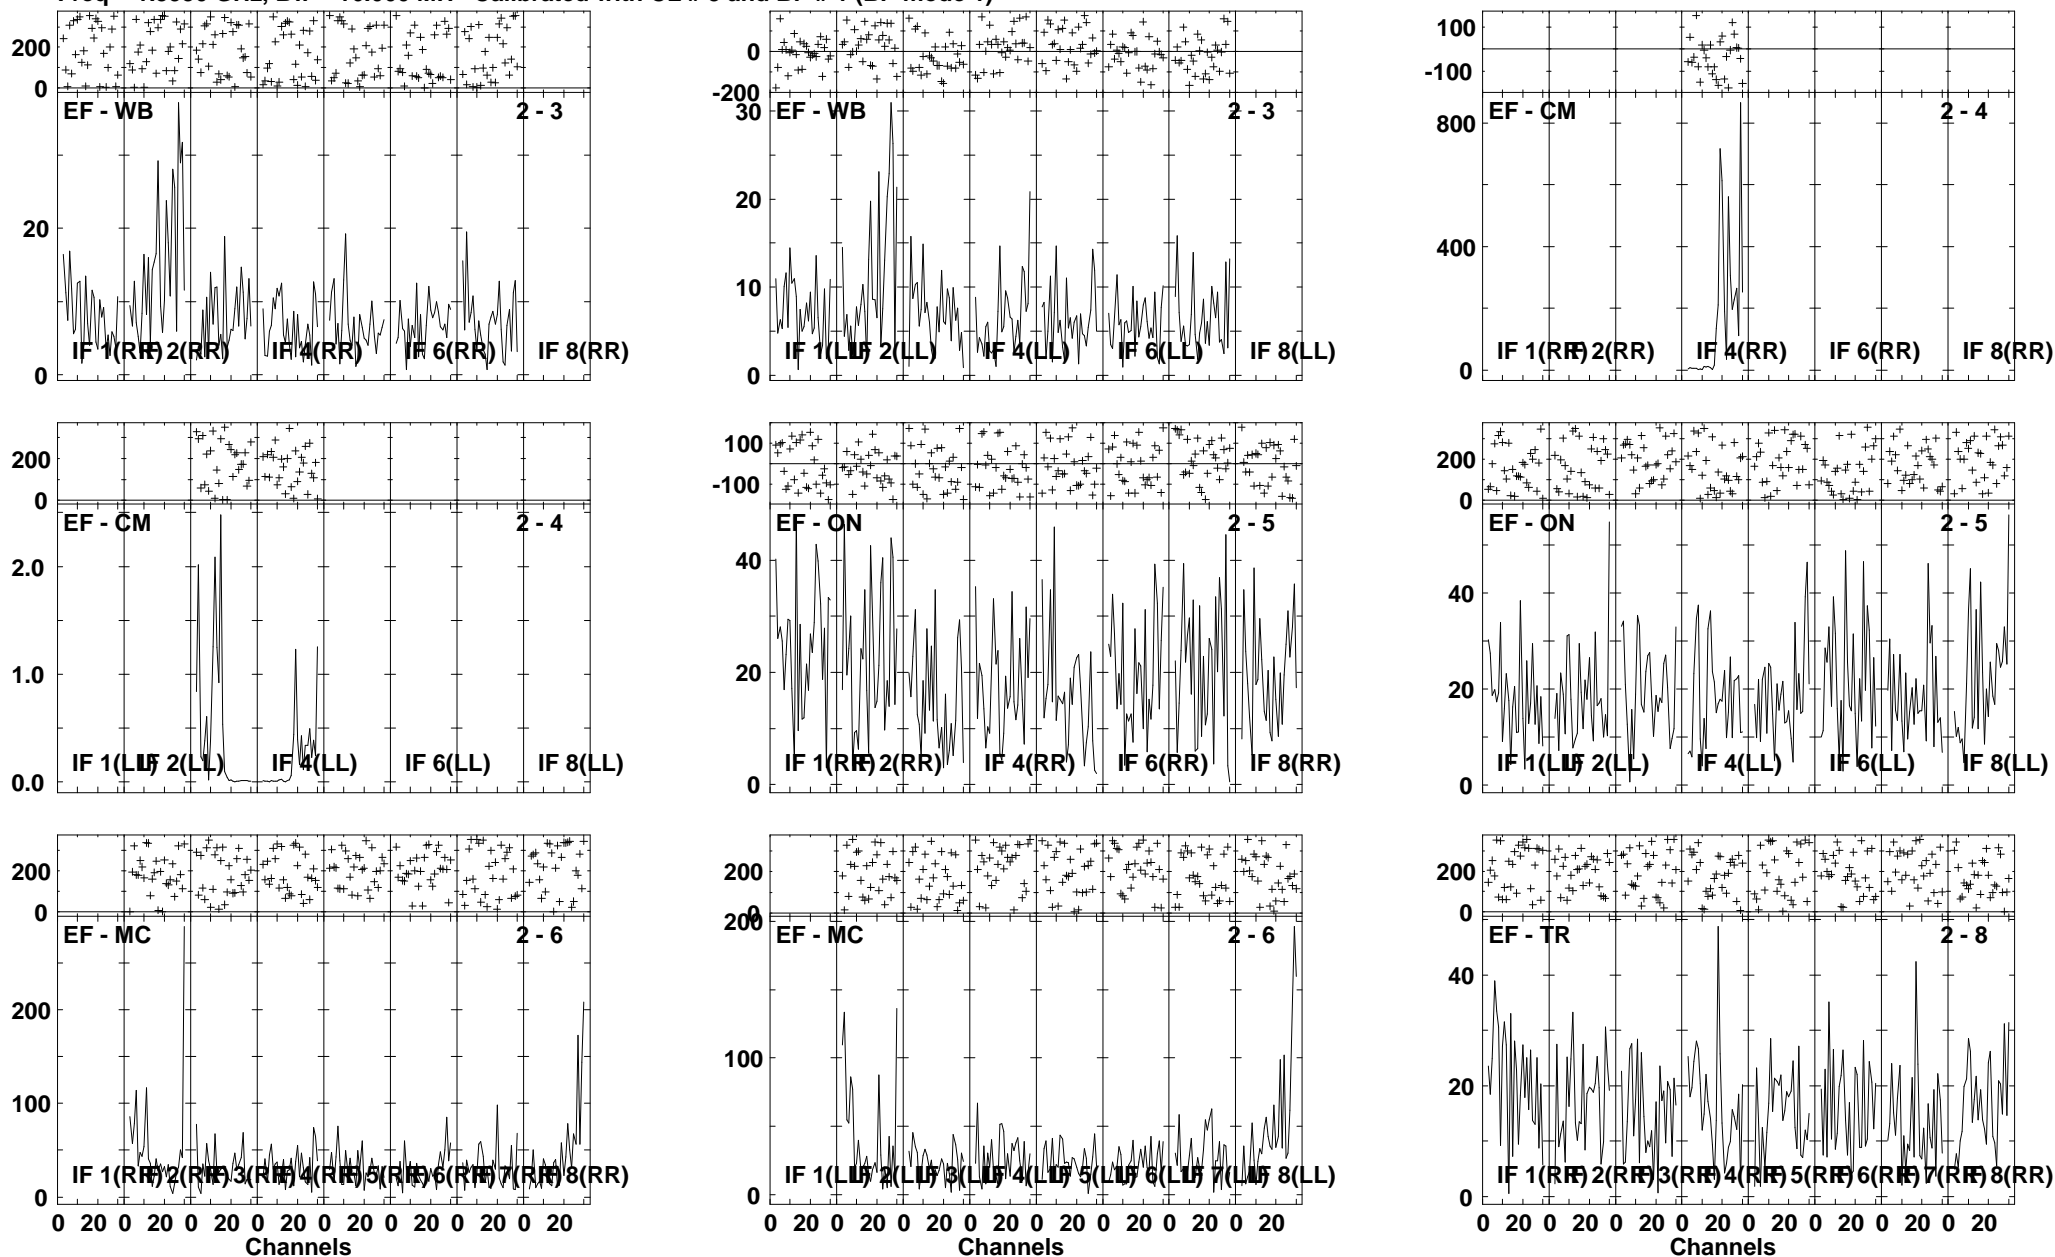 200
0
EF - WB
2 - 3
20
0
IF 1(RR)
IF 2(RR)
IF 4(RR)
IF 6(RR)
IF 8(RR)
0
-200
EF - WB
2 - 3
30
20
10
0
IF 1(LL)
IF 2(LL)
IF 4(LL)
IF 6(LL)
IF 8(LL)
100
-100
EF - CM
2 - 4
800
400
0
IF 1(RR)
IF 2(RR)
IF 4(RR)
IF 6(RR)
IF 8(RR)
200
0
EF - CM
2 - 4
2.0
1.0
0.0
IF 1(LL)
IF 2(LL)
IF 4(LL)
IF 6(LL)
IF 8(LL)
100
-100
EF - ON
2 - 5
40
20
0
IF 1(RR)
IF 2(RR)
IF 4(RR)
IF 6(RR)
IF 8(RR)
200
0
EF - ON
2 - 5
40
20
0
IF 1(LL)
IF 2(LL)
IF 4(LL)
IF 6(LL)
IF 8(LL)
200
0
EF - MC
2 - 6
200
100
0
IF 1(RR)
IF 2(RR)
IF 3(RR)
IF 4(RR)
IF 5(RR)
IF 6(RR)
IF 7(RR)
IF 8(RR)
0 20 0 20 0 20 0 20 0 20 0 20 0 20 0 20
Channels
200
0
EF - MC
2 - 6
200
100
0
IF 1(LL)
IF 2(LL)
IF 3(LL)
IF 4(LL)
IF 5(LL)
IF 6(LL)
IF 7(LL)
IF 8(LL)
0 20 0 20 0 20 0 20 0 20 0 20 0 20 0 20
Channels
200
0
EF - TR
2 - 8
40
20
0
IF 1(RR)
IF 2(RR)
IF 3(RR)
IF 4(RR)
IF 5(RR)
IF 6(RR)
IF 7(RR)
IF 8(RR)
0 20 0 20 0 20 0 20 0 20 0 20 0 20 0 20
Channels